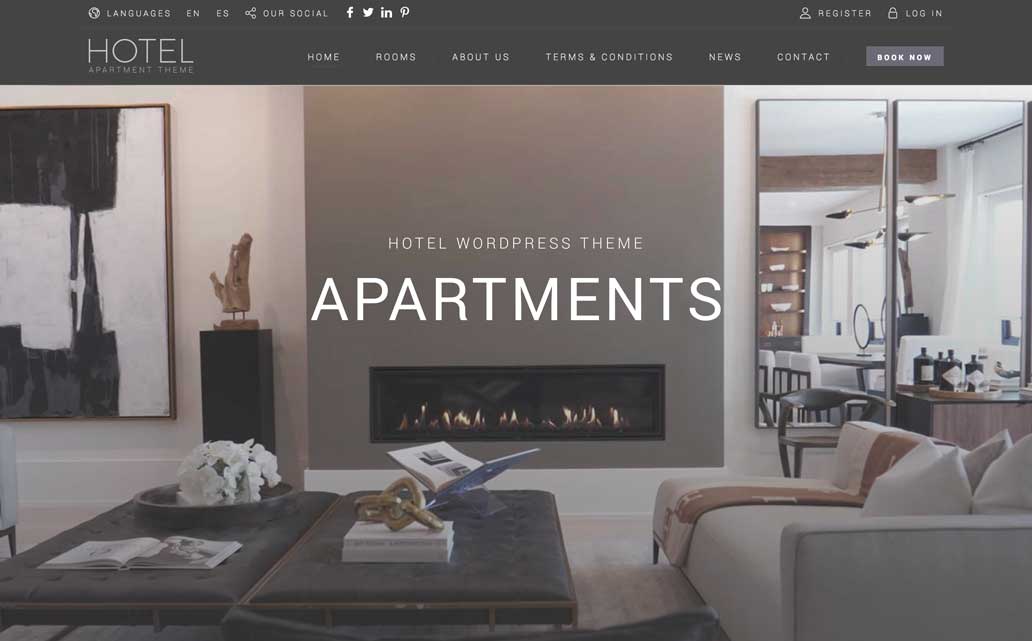 LANGUAGES EN ES OUR SOCIAL REGISTER LOG IN
HOTEL
APARTMENT THEME
HOME ROOMS ABOUT US TERMS & CONDITIONS NEWS CONTACT BOOK NOW
HOTEL WORDPRESS THEME
APARTMENTS